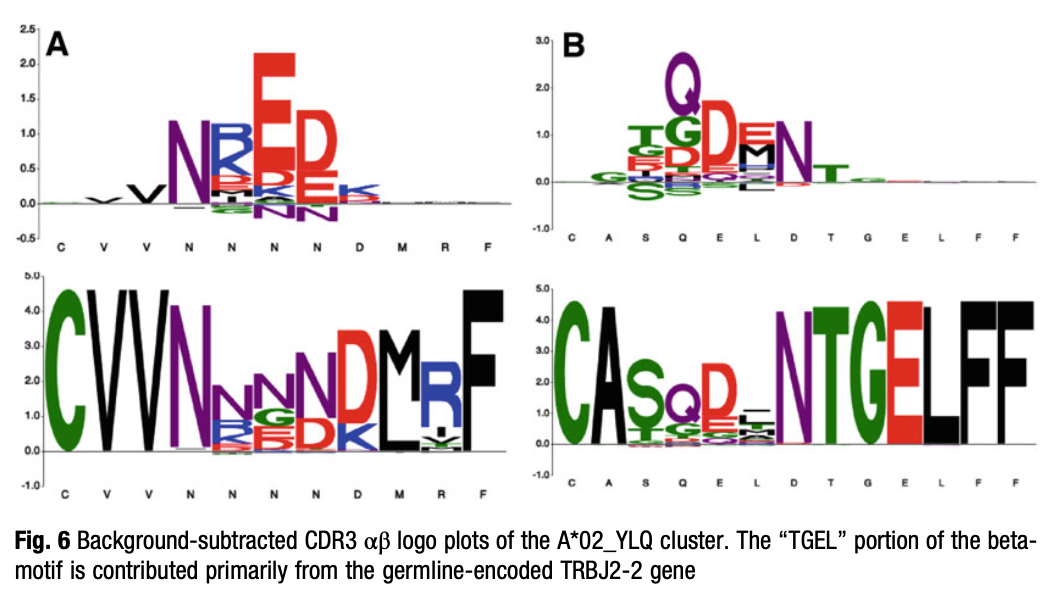 A
2.5
2.0
1.5
1.0
0.5
0.0
-0.5
V V N R K E D E K
C V V N N N N D M R F
B
3.0
2.0
1.0
0.0
-1.0
T G Q G D D E M N T
C A S Q E L D T G E L F F
5.0
4.0
3.0
2.0
1.0
0.0
-1.0
C V V N N N G N D D K M R F
C V V N N N N D M R F
5.0
4.0
3.0
2.0
1.0
0.0
-1.0
C A S Q D L N T G E L F F
C A S Q E L D T G E L F F
Fig. 6 Background-subtracted CDR3 αβ logo plots of the A*02_YLQ cluster. The “TGEL” portion of the beta-
motif is contributed primarily from the germline-encoded TRBJ2-2 gene